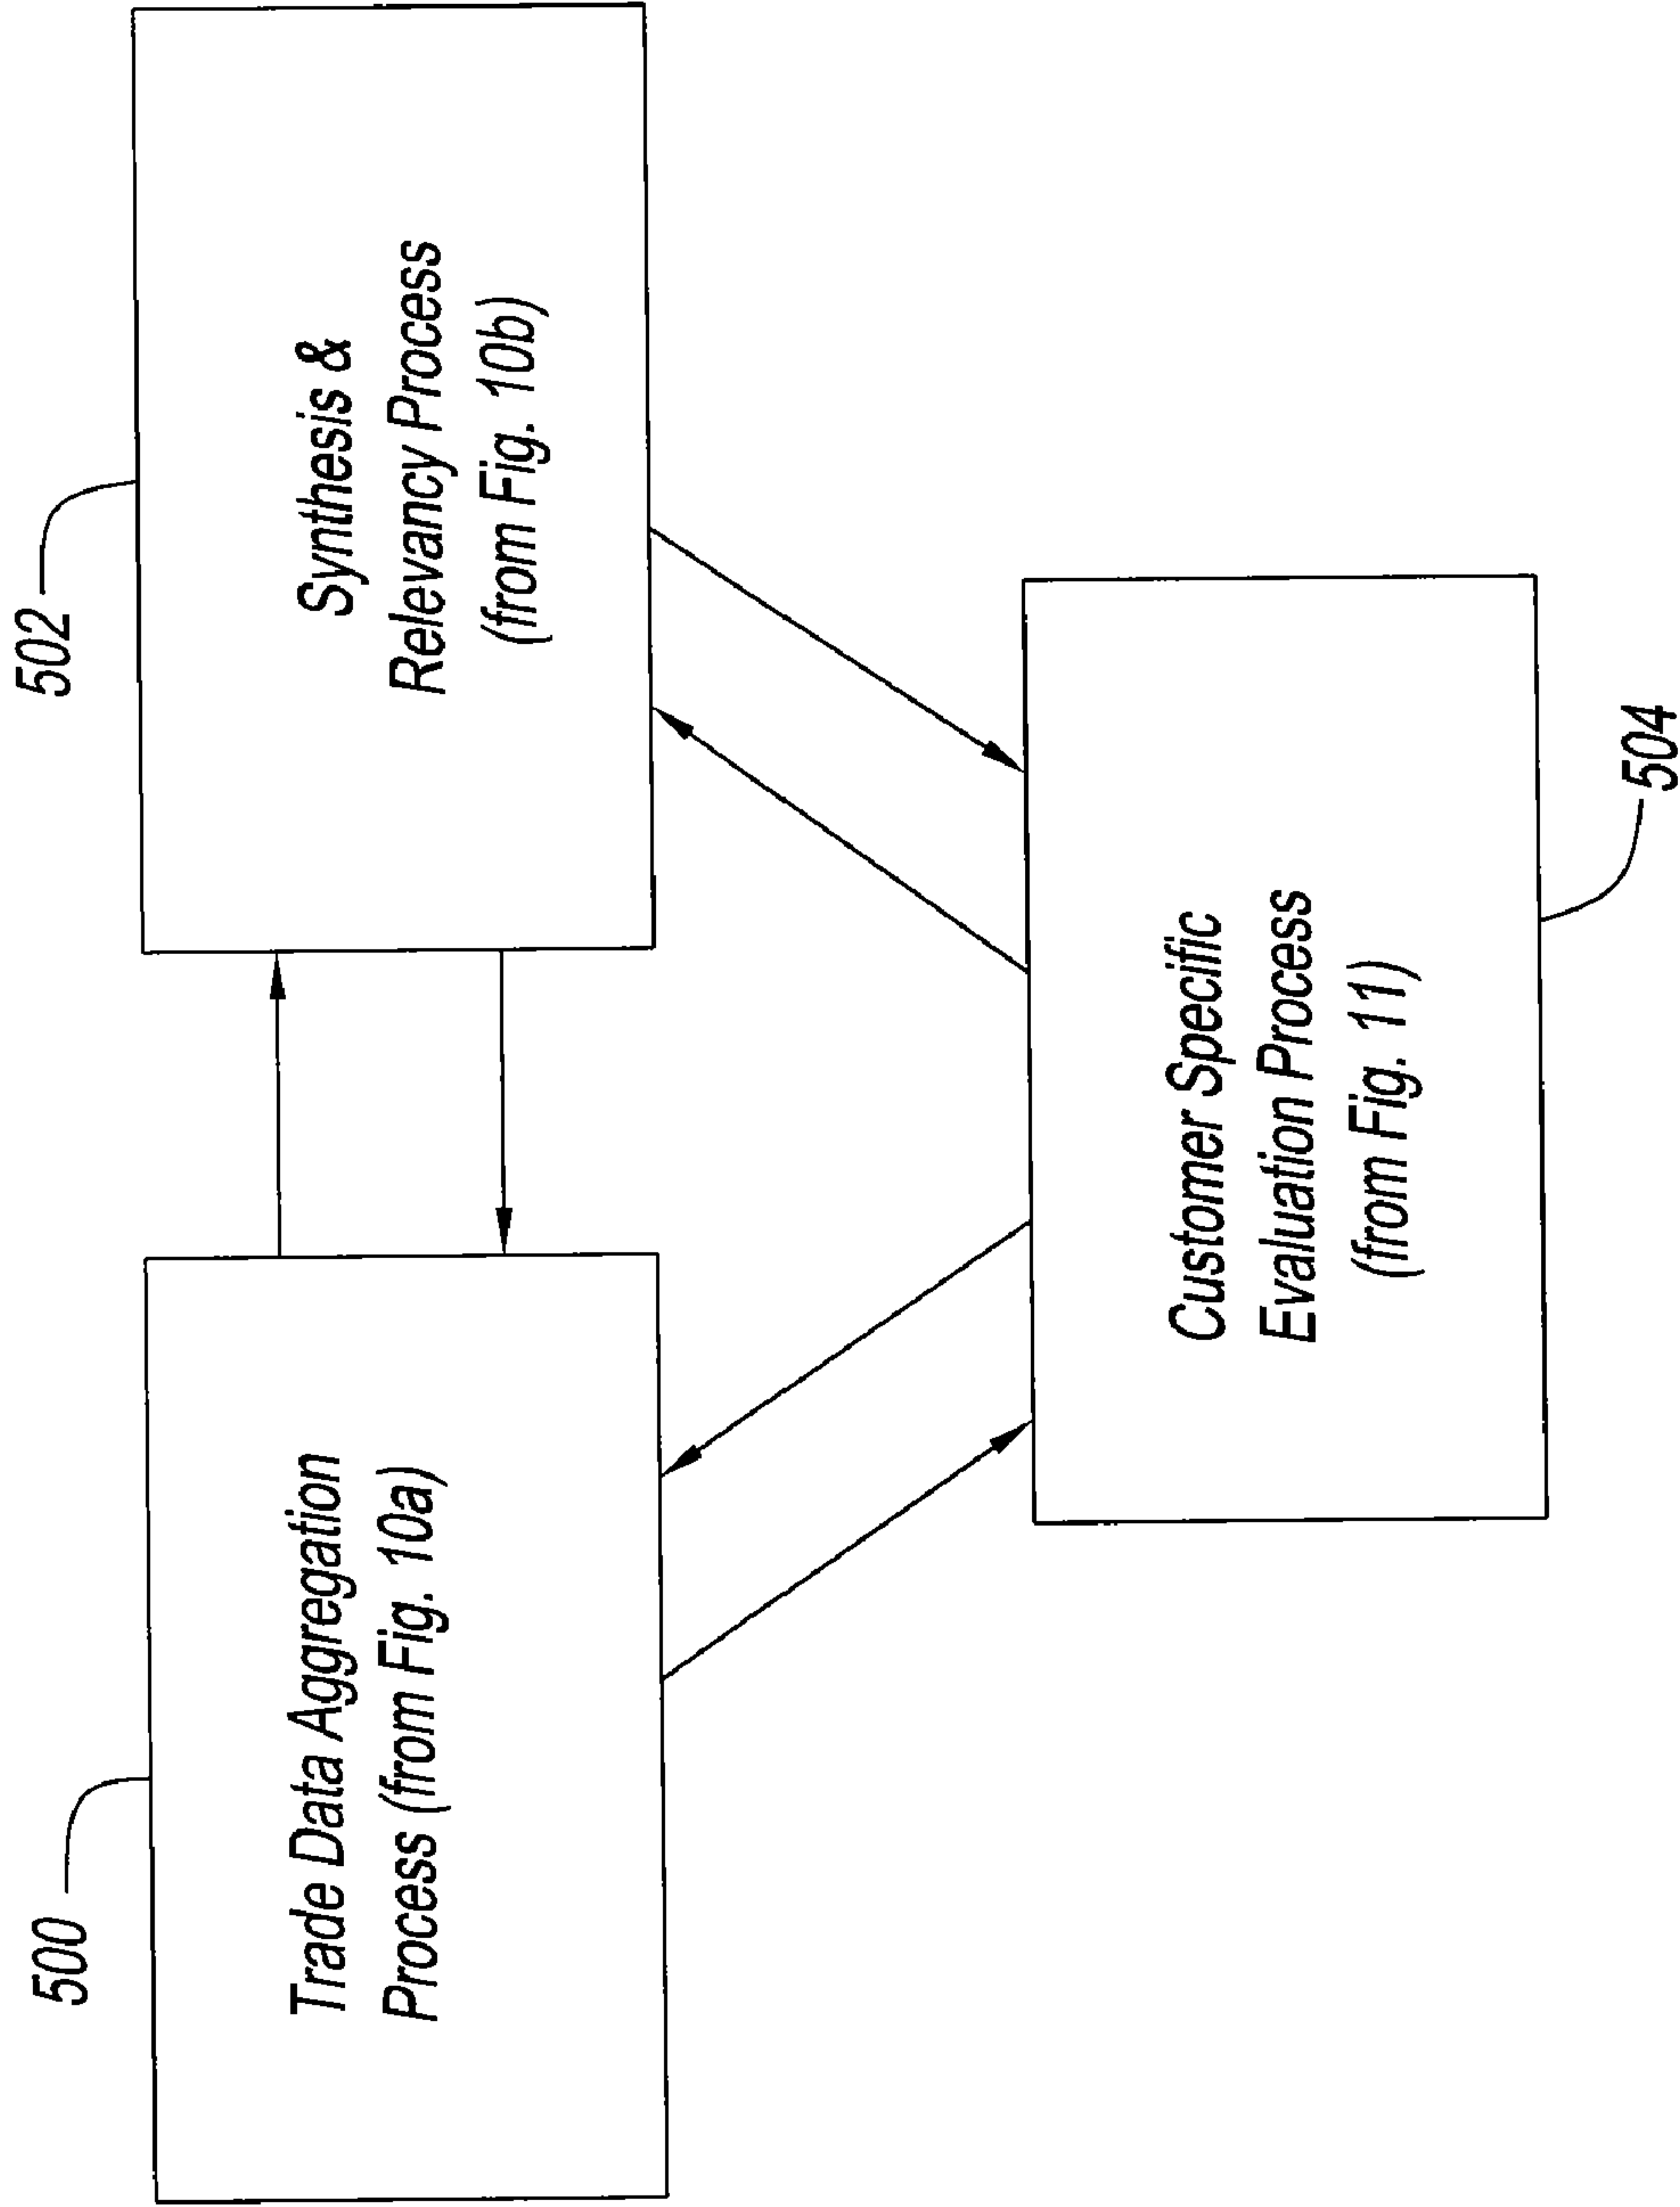 500
Trade Data Aggregation
Process (from Fig. 10a)
502
Synthesis &
Relevancy Process
(from Fig. 10b)
Customer Specific
Evaluation Process
(from Fig. 11)
504